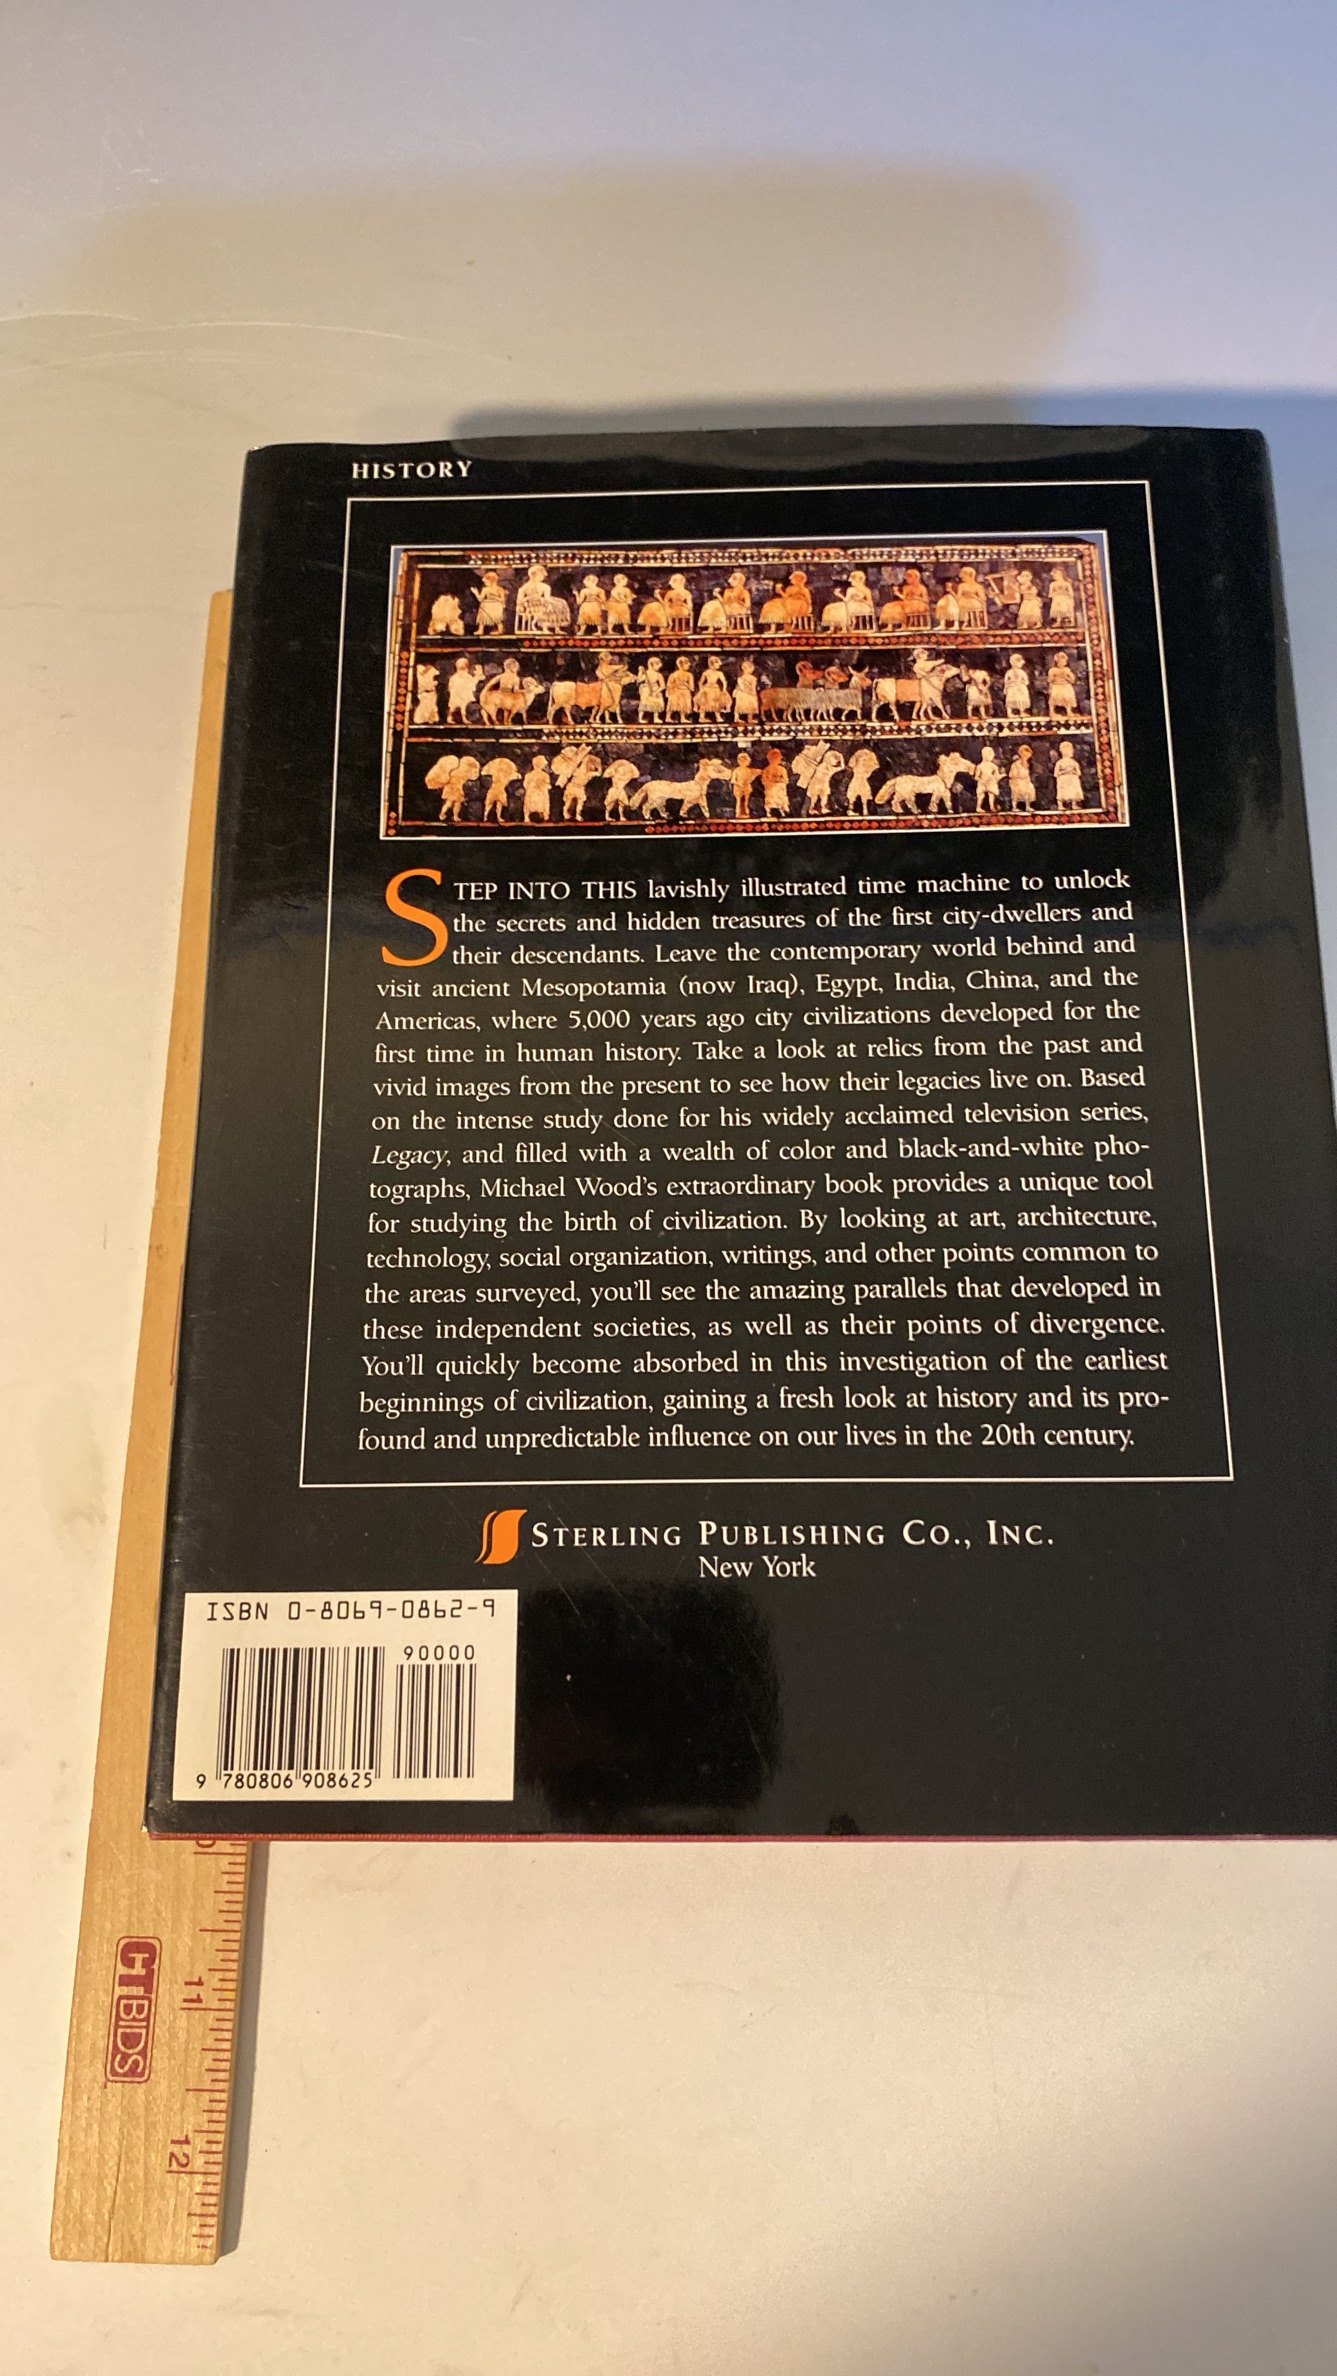 HISTORY
STEP INTO THIS lavishly illustrated time machine to unlock
the secrets and hidden treasures of the first city-dwellers and
their descendants. Leave the contemporary world behind and
visit ancient Mesopotamia (now Iraq), Egypt, India, China, and the
Americas, where 5,000 years ago city civilizations developed for the
first time in human history. Take a look at relics from the past and
vivid images from the present to see how their legacies live on. Based
on the intense study done for his widely acclaimed television series,
Legacy, and filled with a wealth of color and black-and-white pho-
tographs, Michael Wood's extraordinary book provides a unique tool
for studying the birth of civilization. By looking at art, architecture,
technology, social organization, writings, and other points common to
the areas surveyed, you'll see the amazing parallels that developed in
these independent societies, as well as their points of divergence.
You'll quickly become absorbed in this investigation of the earliest
beginnings of civilization, gaining a fresh look at history and its pro-
found and unpredictable influence on our lives in the 20th century.
STERLING PUBLISHING CO., INC.
New York
ISBN 0-8069-0862-9
90000
9 780806 908625
CTBIDS
11
12